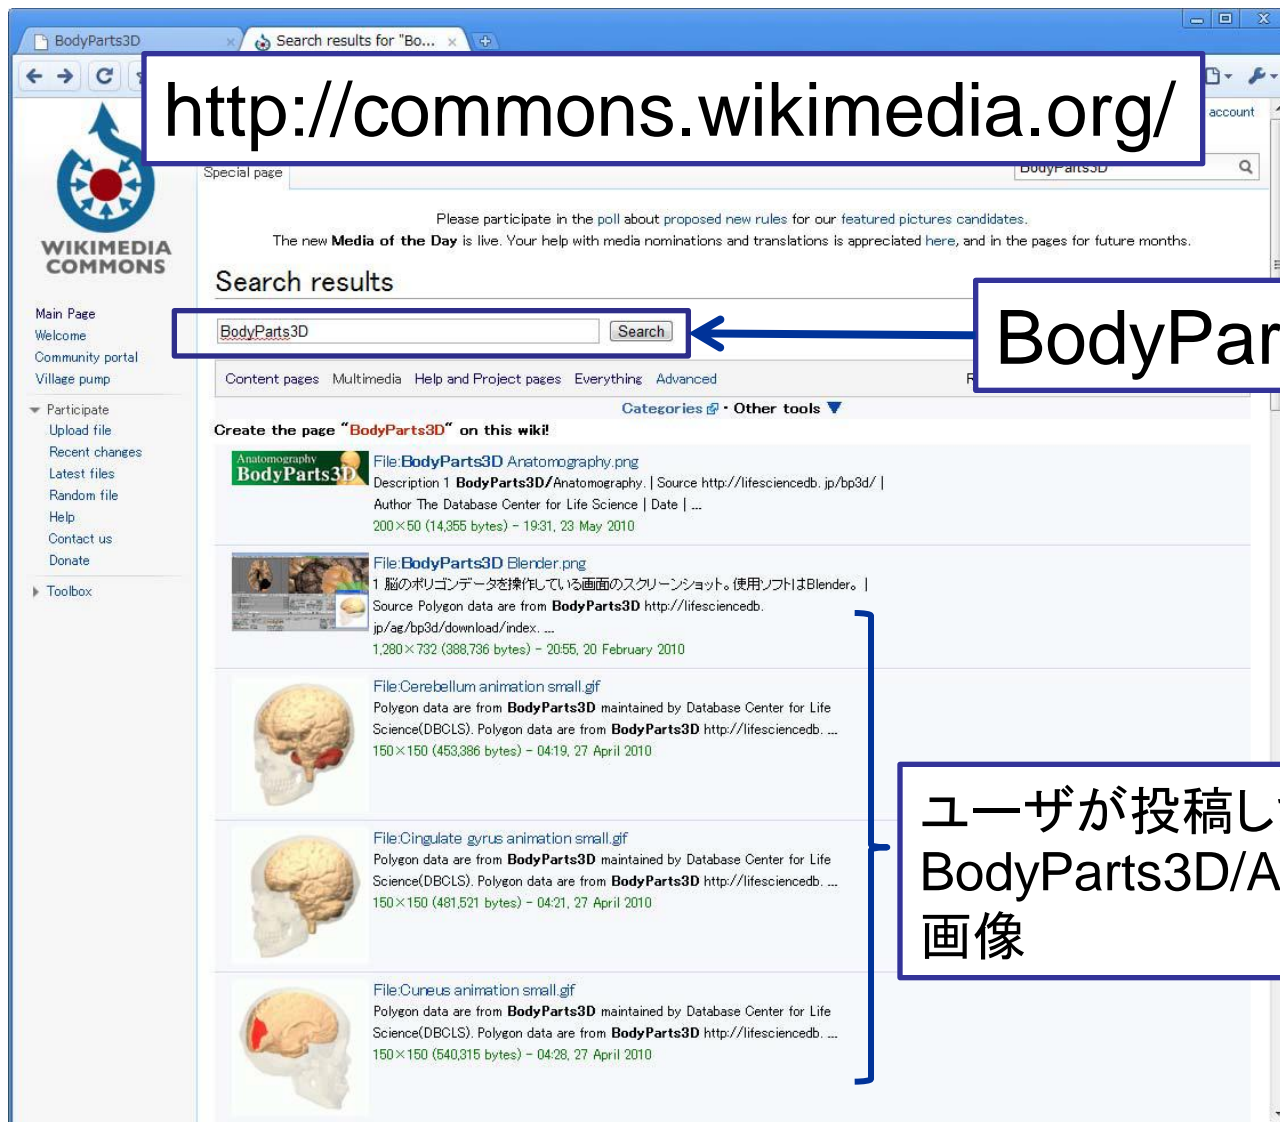 BodyParts3D
Search results for "Bo...
http://commons.wikimedia.org/
account
Special page
BodyParts3D
Please participate in the poll about proposed new rules for our featured pictures candidates.
The new Media of the Day is live. Your help with media nominations and translations is appreciated here, and in the pages for future months.
WIKIMEDIA
COMMONS
Search results
Main Page
Welcome
Community portal
Village pump
Participate
Upload file
Recent changes
Latest files
Random file
Help
Contact us
Donate
Toolbox
BodyParts3D
Search
BodyPar
Content pages Multimedia Help and Project pages Everything Advanced
R
Categories • Other tools
Create the page "BodyParts3D" on this wiki!
Anatomography
BodyParts3D
File:BodyParts3D Anatomography.png
Description 1 BodyParts3D/Anatomography. | Source http://lifesciencedb. jp/bp3d/ |
Author The Database Center for Life Science | Date | ...
200×50 (14,355 bytes) - 19:31, 23 May 2010
File:BodyParts3D Blender.png
1 脳のポリゴンデータを操作している画面のスクリーンショット。使用ソフトはBlender。 |
Source Polygon data are from BodyParts3D http://lifesciencedb.
jp/ag/bp3d/download/index. ...
1,280×732 (388,736 bytes) - 20:55, 20 February 2010
File:Cerebellum animation small.gif
Polygon data are from BodyParts3D maintained by Database Center for Life
Science(DBCLS). Polygon data are from BodyParts3D http://lifesciencedb. ...
150×150 (453,386 bytes) - 04:19, 27 April 2010
File:Cingulate gyrus animation small.gif
Polygon data are from BodyParts3D maintained by Database Center for Life
Science(DBCLS). Polygon data are from BodyParts3D http://lifesciencedb. ...
150×150 (481,521 bytes) - 04:21, 27 April 2010
File:Cuneus animation small.gif
Polygon data are from BodyParts3D maintained by Database Center for Life
Science(DBCLS). Polygon data are from BodyParts3D http://lifesciencedb. ...
150×150 (540,315 bytes) - 04:28, 27 April 2010
ユーザが投稿し
BodyParts3D/A
画像